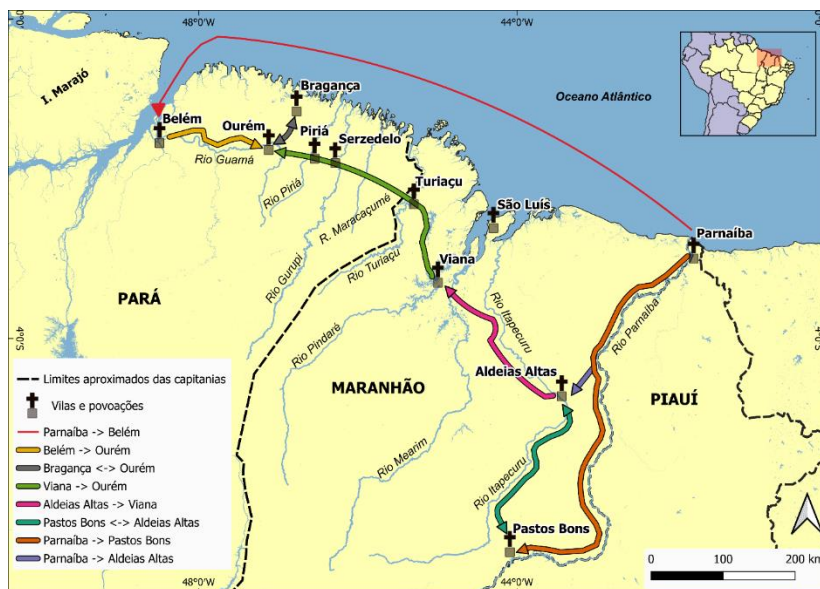 48°0'W
44°0'W
I. Marajó
Oceano Atlântico
Bragança
Belém
Ourém
Piriá
Serzedelo
Rio Guamá
Turiaçu
São Luís
Parnaíba
Rio Piriá
R. Maracaçumé
Rio Gurupi
Rio Turiaçu
Viana
PARÁ
Rio Pindaré
Rio Itapecuru
Rio Parnaíba
Aldeias Altas
MARANHÃO
PIAUÍ
Rio Mearim
Rio Itapecuru
Pastos Bons
Limites aproximados das capitanias
Vilas e povoações
Parnaíba -> Belém
Belém -> Ourém
Bragança <-> Ourém
Viana -> Ourém
Aldeias Altas -> Viana
Pastos Bons <-> Aldeias Altas
Parnaíba -> Pastos Bons
Parnaíba -> Aldeias Altas
0 100 200 km
48°0'W
44°0'W